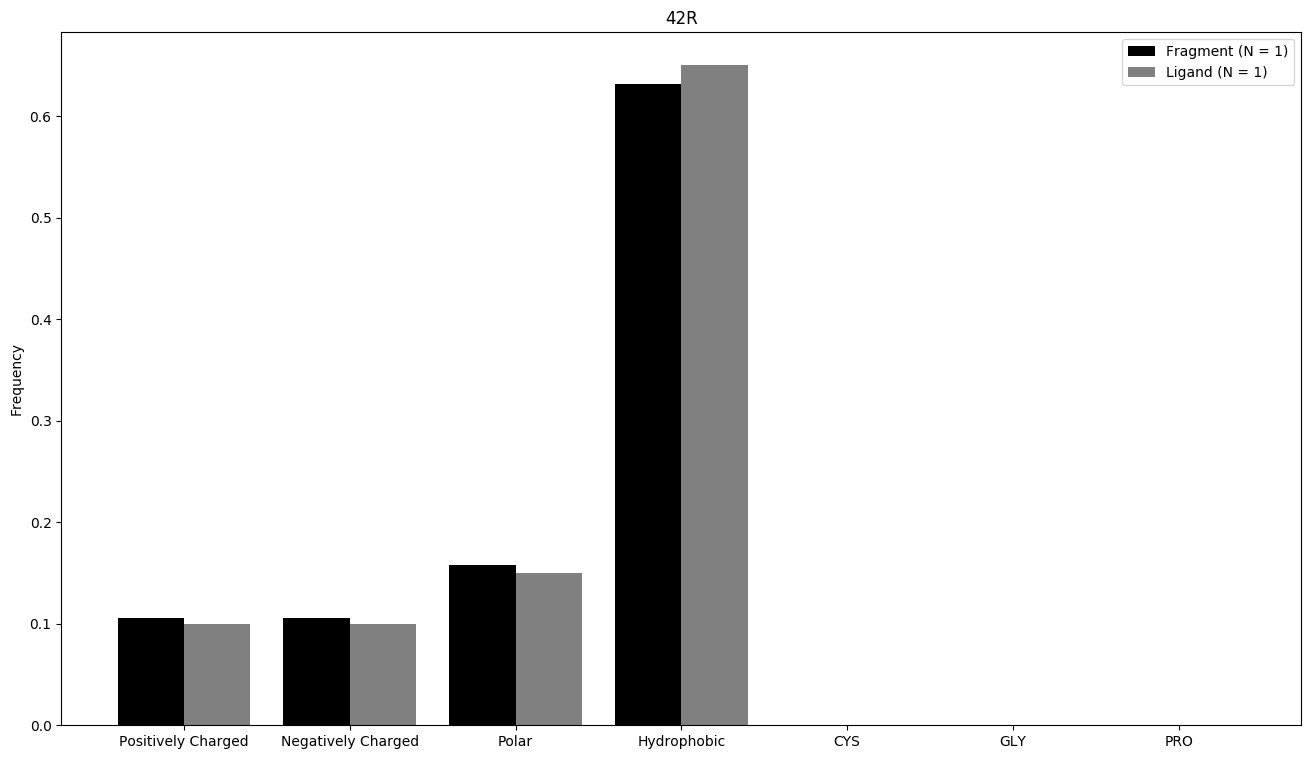 42R
Fragment (N = 1)
Ligand (N = 1)
Frequency
0.6
0.5
0.4
0.3
0.2
0.1
0.0
Positively Charged Negatively Charged Polar Hydrophobic CYS GLY PRO